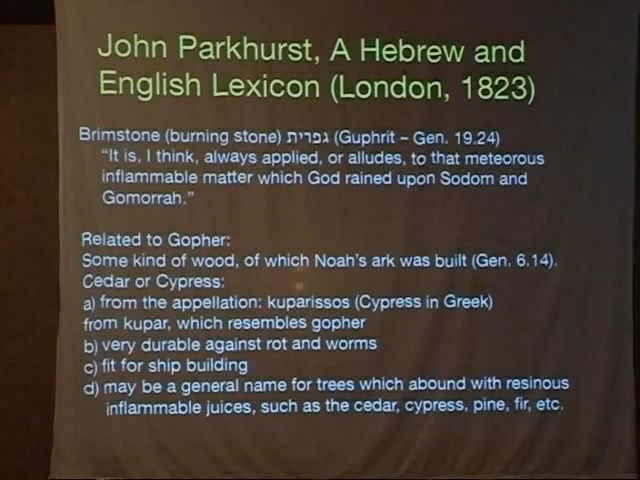 John Parkhurst, A Hebrew and
English Lexicon (London, 1823)
Brimstone (burning stone) גפרית (Guphrit – Gen. 19.24)
“It is, I think, always applied, or alludes, to that meteorous
inflammable matter which God rained upon Sodom and
Gomorrah.”
Related to Gopher:
Some kind of wood, of which Noah's ark was built (Gen. 6.14).
Cedar or Cypress:
a) from the appellation: kuparissos (Cypress in Greek)
from kupar, which resembles gopher
b) very durable against rot and worms
c) fit for ship building
d) may be a general name for trees which abound with resinous
inflammable juices, such as the cedar, cypress, pine, fir, etc.